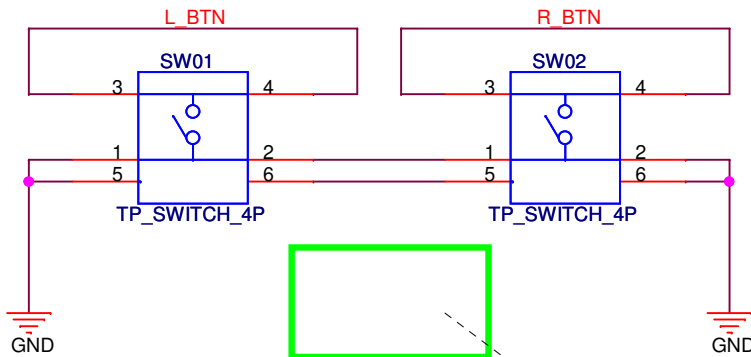 L_BTN R_BTN
SW01 SW02
3 4 3 4
1 2 1 2
5 6 5 6
TP_SWITCH_4P TP_SWITCH_4P
GND GND